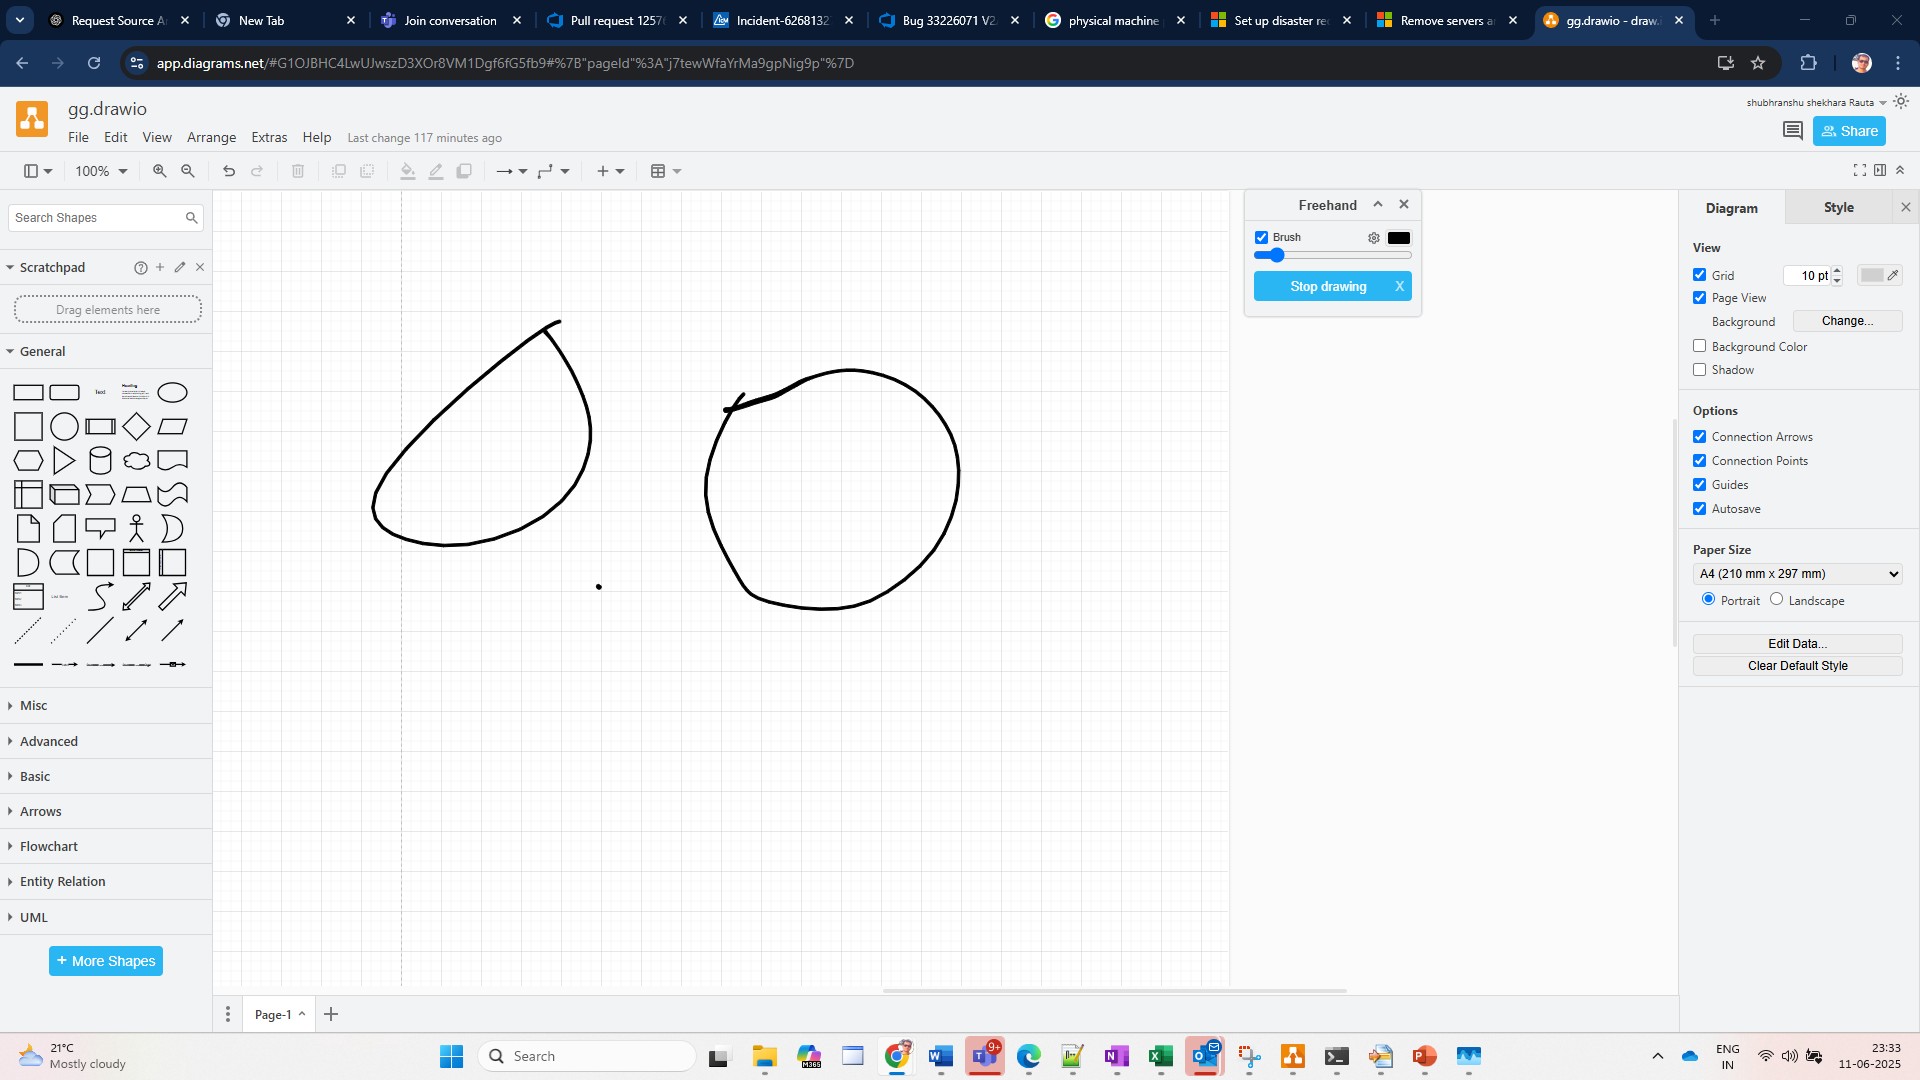 Request Source A
New Tab
Join conversation
Pull request 1257
Incident-6268132
Bug 33226071 V2
physical machine
Set up disaster re
Remove servers a
gg.drawio - draw.
app.diagrams.net/#G1OJBHC4LwUJwszD3XOr8VM1Dgf6fG5fb9#%7B"pageId"%3A"j7tewWfaYrMa9gpNig9p"%7D
gg.drawio
shubhranshu shekhara Rauta
File Edit View Arrange Extras Help Last change 117 minutes ago
Share
100%
Search Shapes
Scratchpad
Drag elements here
General
Text
Heading
List Item
Misc
Advanced
Basic
Arrows
Flowchart
Entity Relation
UML
+ More Shapes
Freehand
Brush
Stop drawing X
Diagram Style
View
Grid 10 pt
Page View
Background Change...
Background Color
Shadow
Options
Connection Arrows
Connection Points
Guides
Autosave
Paper Size
A4 (210 mm x 297 mm)
Portrait Landscape
Edit Data...
Clear Default Style
Page-1
21°C
Mostly cloudy
Search
M365
9+
ENG
IN
23:33
11-06-2025